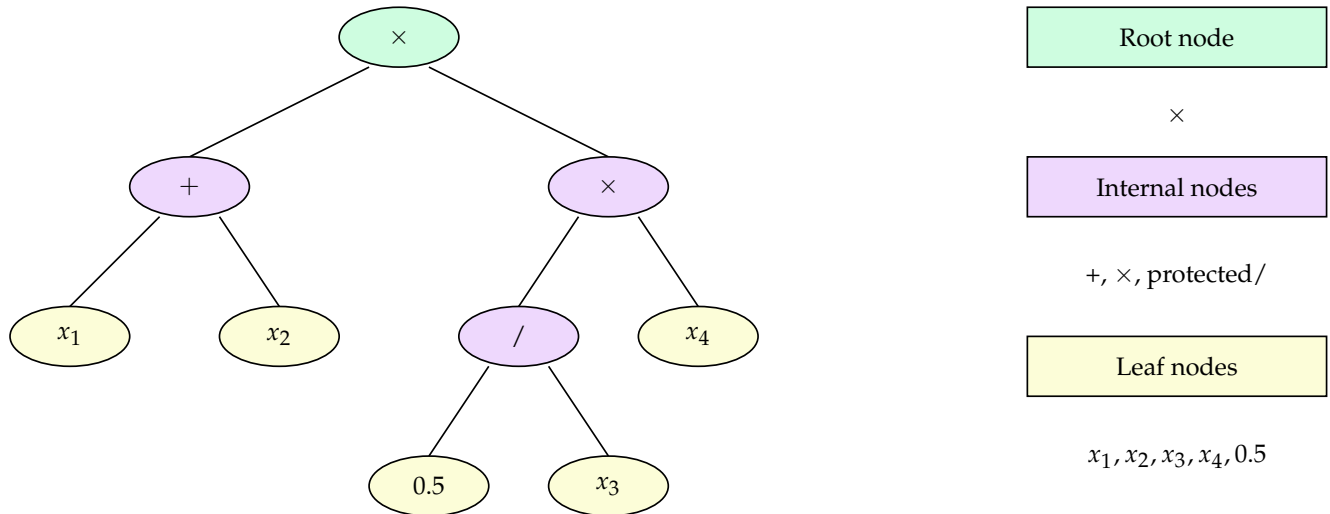 ×
+
×
x₁
x₂
/
x₄
0.5
x₃
Root node
×
Internal nodes
+, ×, protected/
Leaf nodes
x₁, x₂, x₃, x₄, 0.5